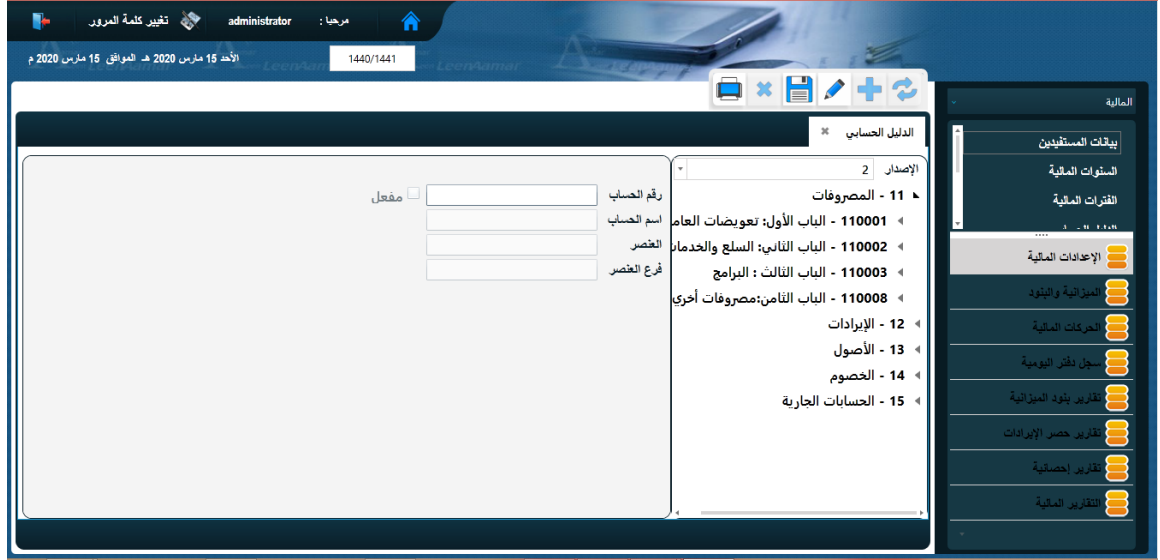 مرحبا : administrator تغيير كلمة المرور
1440/1441 الأحد 15 مارس 2020 هـ الموافق 15 مارس 2020 م
LeenAamar
المالية
بيانات المستفيدين
السنوات المالية
الفترات المالية
الإعدادات المالية
الميزانية والبنود
الحركات المالية
سجل دفتر اليومية
تقارير بنود الميزانية
تقارير حصر الإيرادات
تقارير إحصائية
التقارير المالية
الدليل الحسابي
الإصدار 2
11 - المصروفات
110001 - الباب الأول: تعويضات العام
110002 - الباب الثاني: السلع والخدمات
110003 - الباب الثالث : البرامج
110008 - الباب الثامن:مصروفات أخري
12 - الإيرادات
13 - الأصول
14 - الخصوم
15 - الحسابات الجارية
رقم الحساب مفعل
اسم الحساب
العنصر
فرع العنصر